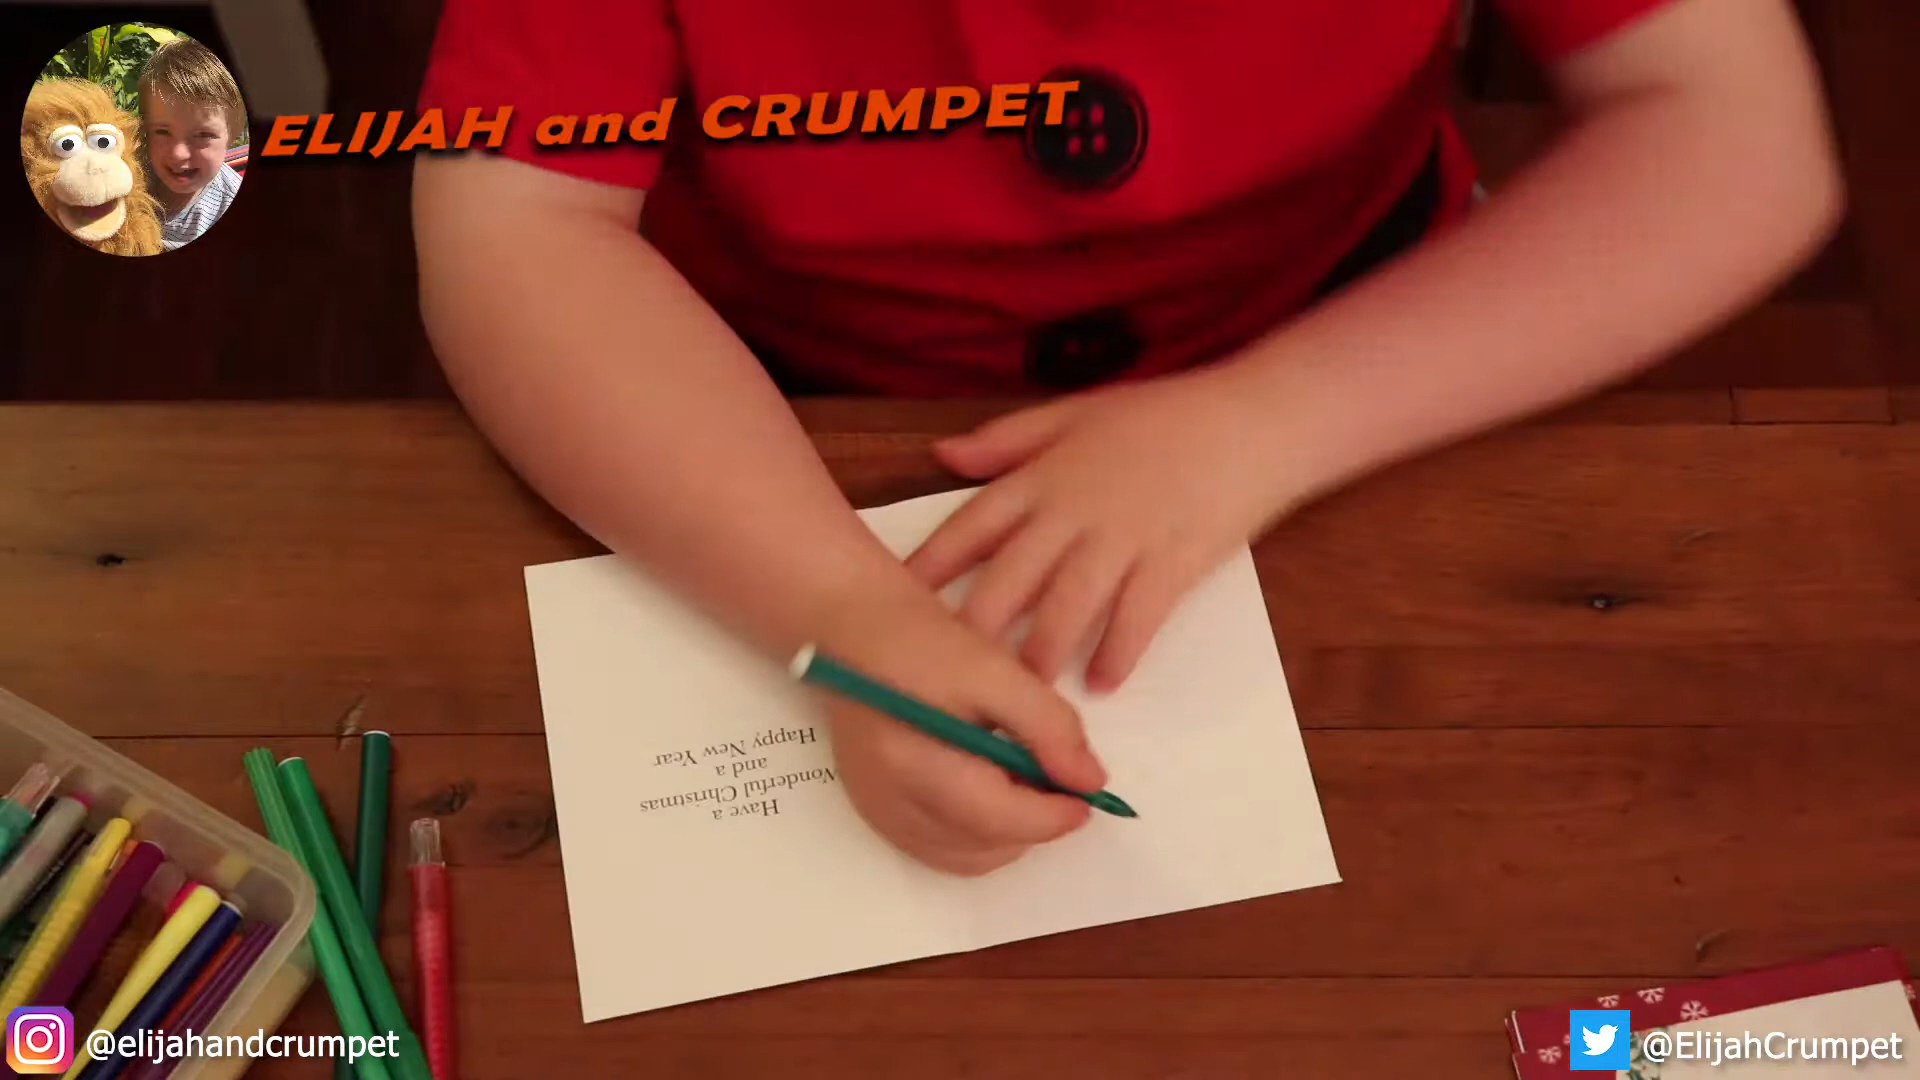 ELIJAH and CRUMPET
Have a
Wonderful Christmas
and a
Happy New Year
@elijahandcrumpet
@ElijahCrumpet